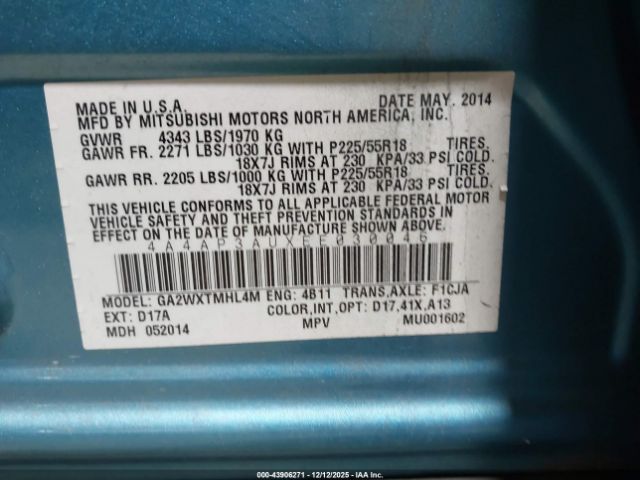 MADE IN U.S.A. DATE MAY. 2014
MFD BY MITSUBISHI MOTORS NORTH AMERICA, INC.
GVWR 4343 LBS/1970 KG
GAWR FR. 2271 LBS/1030 KG WITH P225/55R18 TIRES.
18X7J RIMS AT 230 KPA/33 PSI COLD.
GAWR RR. 2205 LBS/1000 KG WITH P225/55R18 TIRES.
18X7J RIMS AT 230 KPA/33 PSI COLD.
THIS VEHICLE CONFORMS TO ALL APPLICABLE FEDERAL MOTOR
VEHICLE SAFETY AND THEFT PREVENTION STANDARDS IN
EFFECT ON THE DATE OF MANUFACTURE SHOWN ABOVE.
4A4AP3AUXEE030046
MODEL: GA2WXTMHL4M ENG: 4B11 TRANS,AXLE: F1CJA
EXT: D17A COLOR,INT,OPT: D17,41X,A13
MDH 052014 MPV MU001602
000-43906271 - 12/12/2025 - IAA Inc.